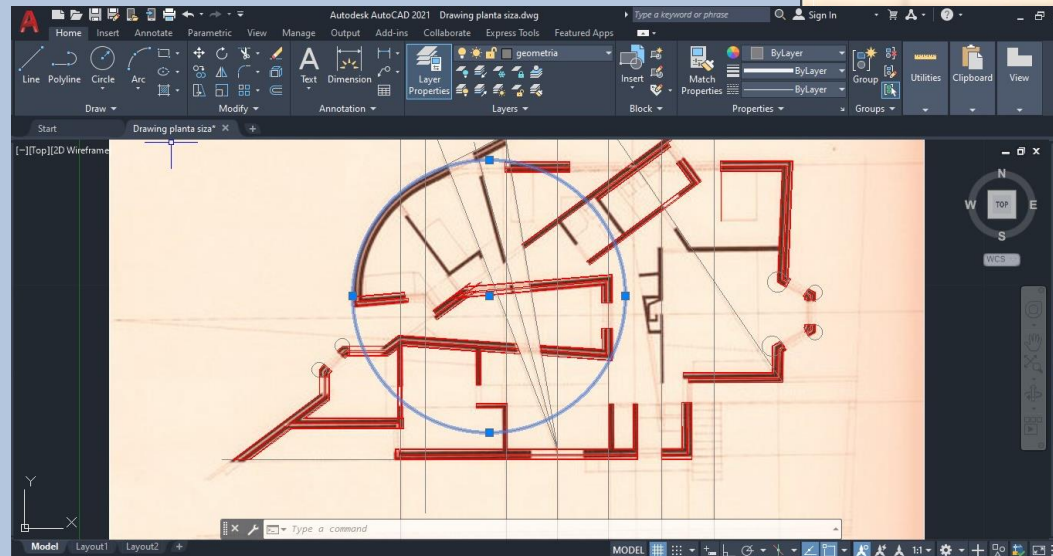 Autodesk AutoCAD 2021 Drawing planta siza.dwg
Type a keyword or phrase
Sign In
Home Insert Annotate Parametric View Manage Output Add-ins Collaborate Express Tools Featured Apps
geometria
ByLayer
ByLayer
ByLayer
Line Polyline Circle Arc
Text Dimension
Layer Properties
Insert
Match Properties
Group
Utilities
Clipboard
View
Draw Modify Annotation Layers Block Properties Groups
Start Drawing planta siza* +
[−][Top][2D Wireframe
N
W TOP E
S
WCS
Y
X
Type a command
Model Layout1 Layout2 +
MODEL 1:1